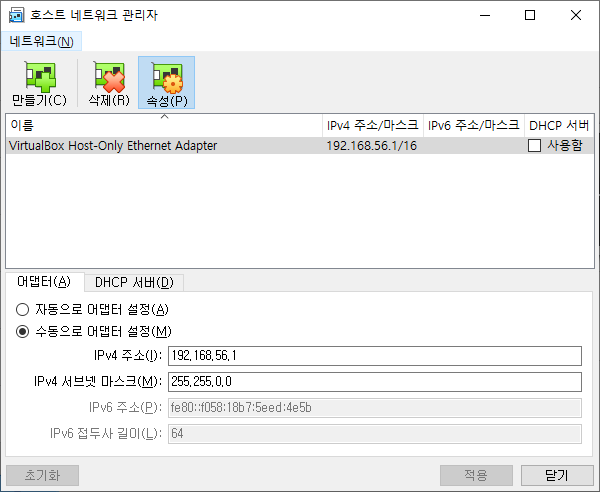 호스트 네트워크 관리자
네트워크(N)
만들기(C) 삭제(R) 속성(P)
이름 IPv4 주소/마스크 IPv6 주소/마스크 DHCP 서버
VirtualBox Host-Only Ethernet Adapter 192.168.56.1/16 사용함
어댑터(A) DHCP 서버(D)
자동으로 어댑터 설정(A)
수동으로 어댑터 설정(M)
IPv4 주소(I): 192.168.56.1
IPv4 서브넷 마스크(M): 255.255.0.0
IPv6 주소(P): fe80::f058:18b7:5eed:4e5b
IPv6 접두사 길이(L): 64
초기화 적용 닫기